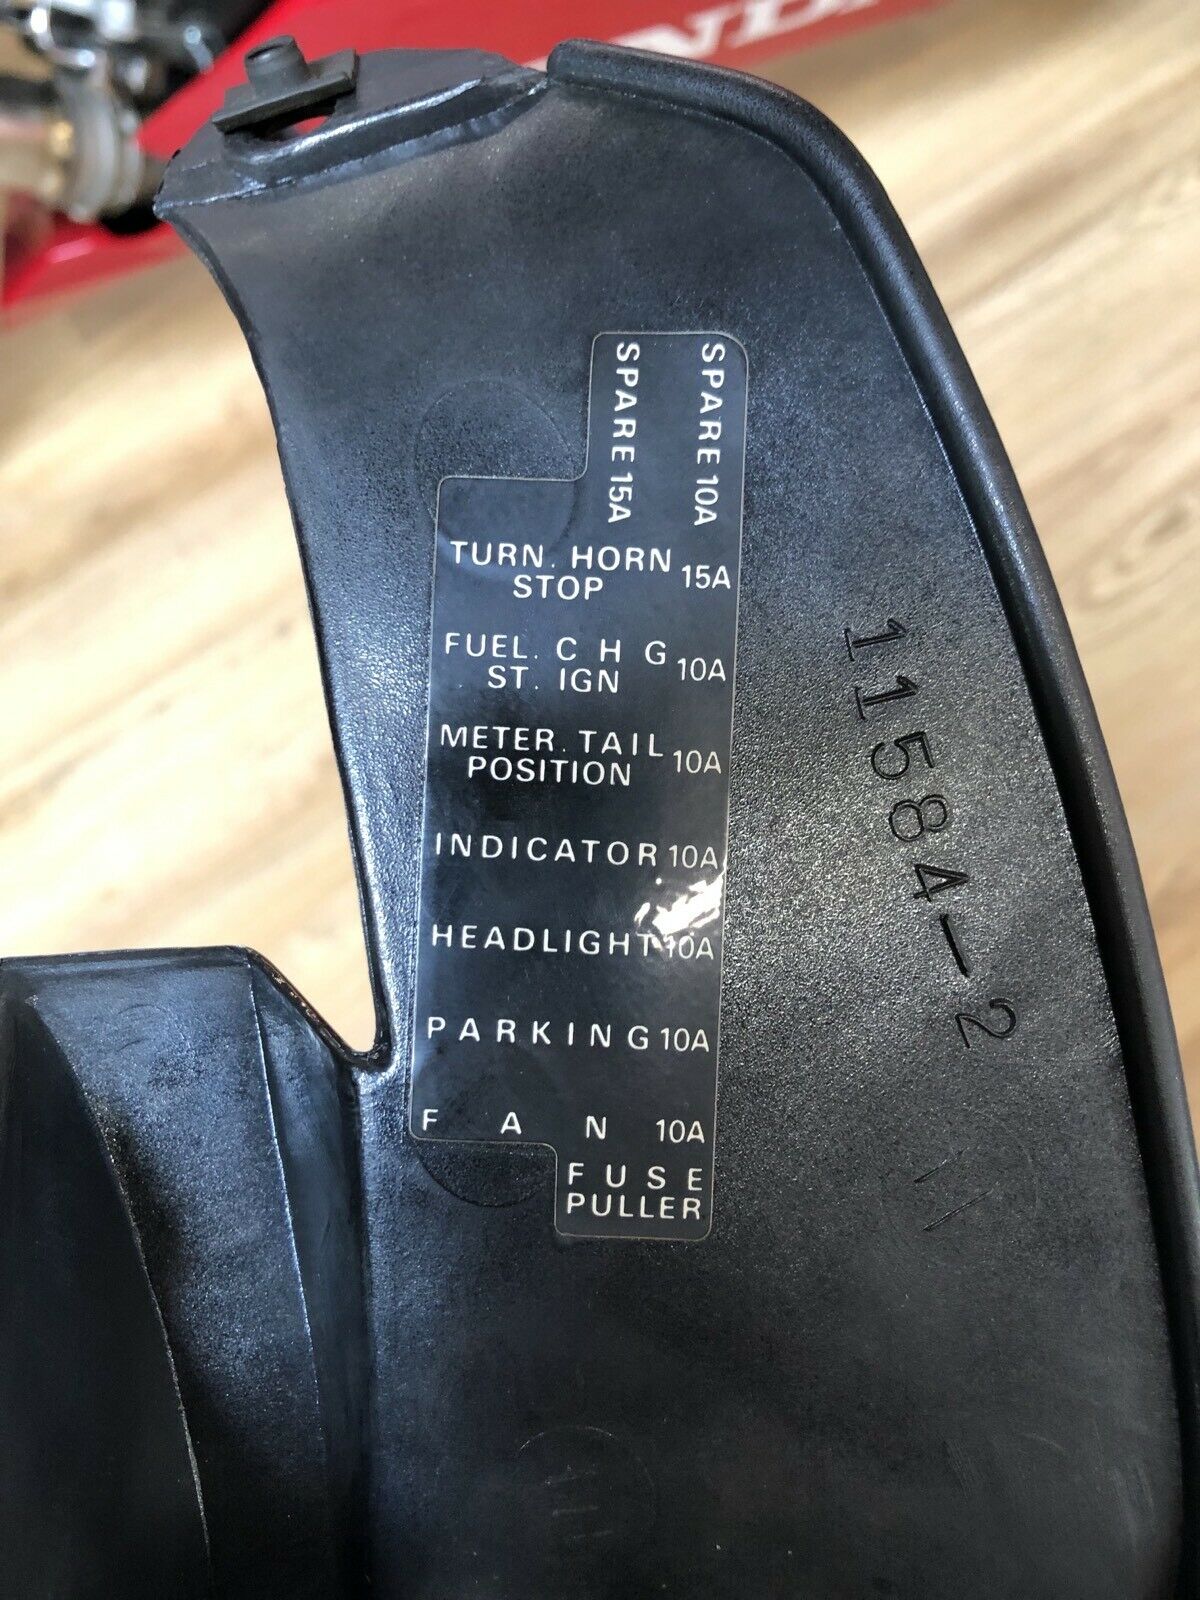 SPARE 10A
SPARE 15A
TURN. HORN 15A
STOP
FUEL. C H G 10A
ST. IGN
METER. TAIL 10A
POSITION
INDICATOR 10A
HEADLIGHT 10A
PARKING 10A
F A N 10A
FUSE
PULLER
11584-2